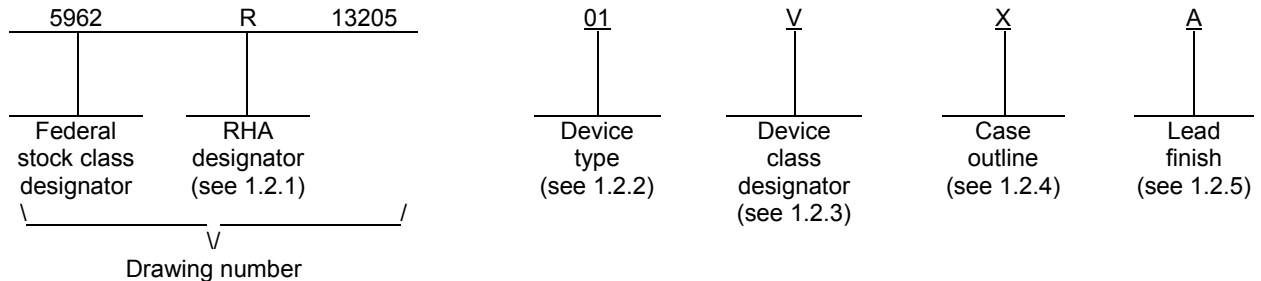 5962 R 13205 01 V X A
Federal RHA Device Device Case Lead
stock class designator type class outline finish
designator (see 1.2.1) (see 1.2.2) designator (see 1.2.4) (see 1.2.5)
(see 1.2.3)
\ /
\/
Drawing number